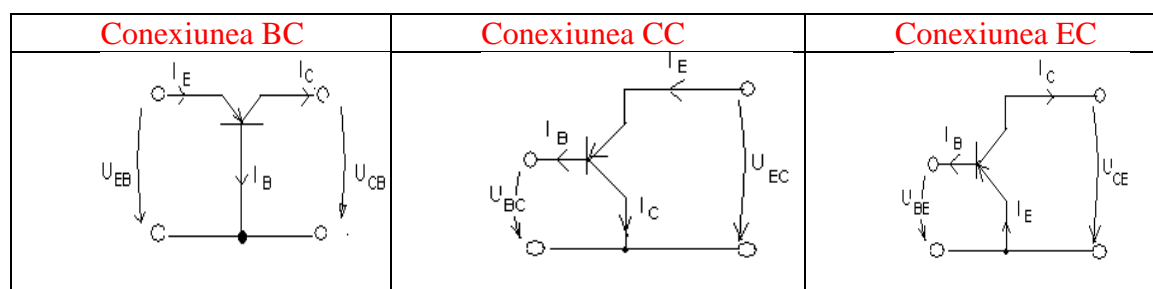 Conexiunea BC
Conexiunea CC
Conexiunea EC
I E
I C
U EB
I B
U CB
I E
I B
U EC
U BC
I C
I C
I B
U CE
U BE
I E